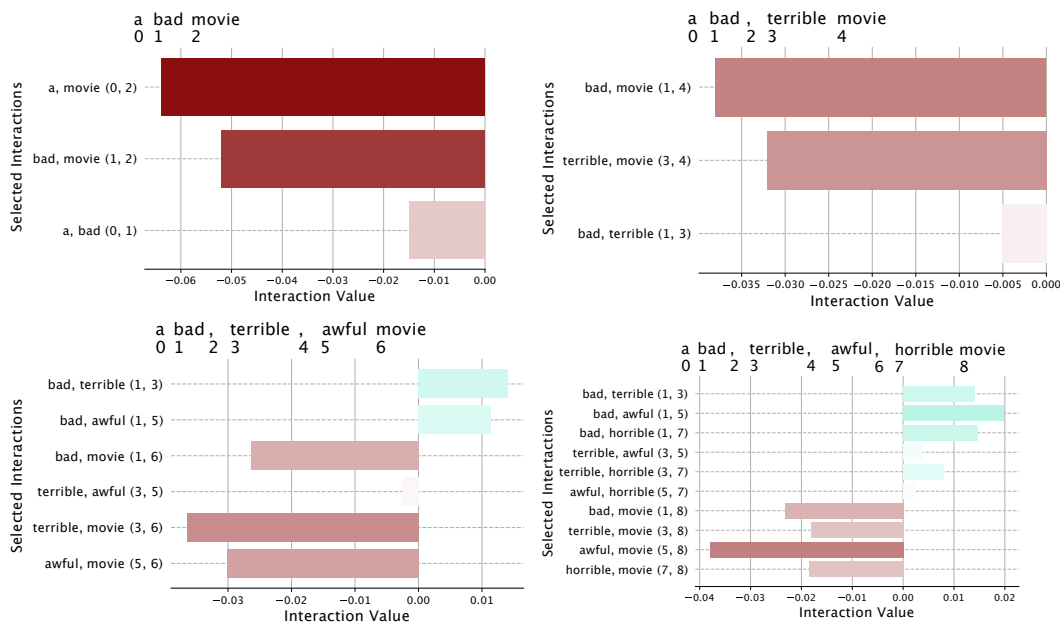 a bad movie
0 1 2
Selected Interactions
a, movie (0, 2)
bad, movie (1, 2)
a, bad (0, 1)
−0.06 −0.05 −0.04 −0.03 −0.02 −0.01 0.00
Interaction Value
a bad , terrible movie
0 1 2 3 4
Selected Interactions
bad, movie (1, 4)
terrible, movie (3, 4)
bad, terrible (1, 3)
−0.035 −0.030 −0.025 −0.020 −0.015 −0.010 −0.005 0.000
Interaction Value
a bad , terrible , awful movie
0 1 2 3 4 5 6
Selected Interactions
bad, terrible (1, 3)
bad, awful (1, 5)
bad, movie (1, 6)
terrible, awful (3, 5)
terrible, movie (3, 6)
awful, movie (5, 6)
−0.03 −0.02 −0.01 0.00 0.01
Interaction Value
a bad, terrible, awful, horrible movie
0 1 2 3 4 5 6 7 8
Selected Intertactions
bad, terrible (1, 3)
bad, awful (1, 5)
bad, horrible (1, 7)
terrible, awful (3, 5)
terrible, horrible (3, 7)
awful, horrible (5, 7)
bad, movie (1, 8)
terrible, movie (3, 8)
awful, movie (5, 8)
horrible, movie (7, 8)
−0.04 −0.03 −0.02 −0.01 0.00 0.01 0.02
Interaction Value